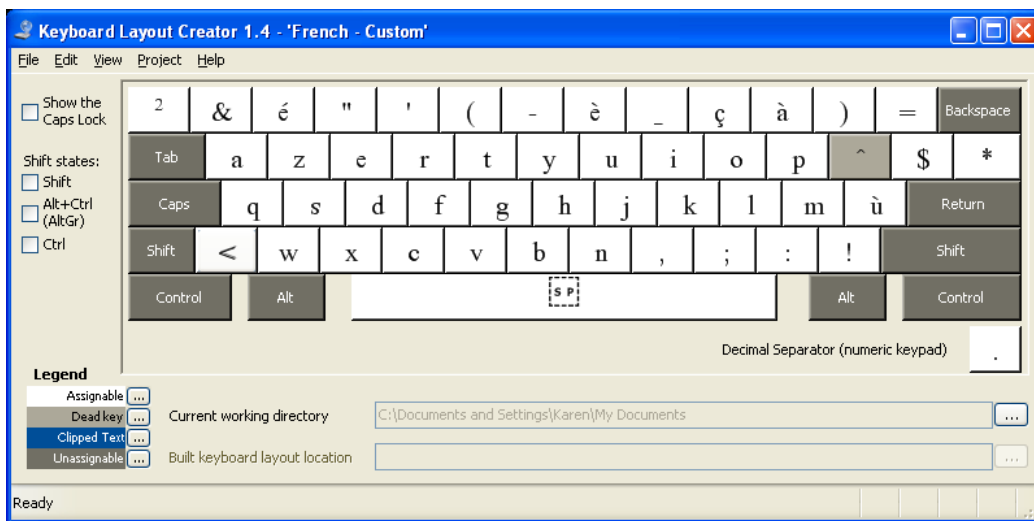 Keyboard Layout Creator 1.4 - 'French - Custom'
File Edit View Project Help
Show the
Caps Lock
Shift states:
Shift
Alt+Ctrl
(AltGr)
Ctrl
² & é " ' ( - è _ ç à ) = Backspace
Tab a z e r t y u i o p ^ $ *
Caps q s d f g h j k l m ù Return
Shift < w x c v b n , ; : ! Shift
Control Alt SP Alt Control
Decimal Separator (numeric keypad) .
Legend
Assignable ...
Dead key ...
Clipped Text ...
Unassignable ...
Current working directory C:\Documents and Settings\Karen\My Documents ...
Built keyboard layout location ...
Ready